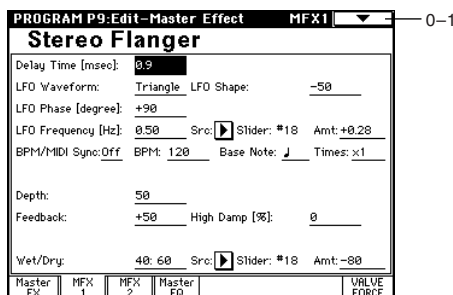 PROGRAM P9:Edit-Master Effect MFX1 0–1
Stereo Flanger
Delay Time [msec]: 0.9
LFO Waveform: Triangle LFO Shape: -50
LFO Phase [degree]: +90
LFO Frequency [Hz]: 0.50 Src: Slider: #18 Amt: +0.28
BPM/MIDI Sync: Off BPM: 120 Base Note: ♩ Times: ×1
Depth: 50
Feedback: +50 High Damp [%]: 0
Wet/Dry: 40: 60 Src: Slider: #18 Amt: -80
Master FX MFX 1 MFX 2 Master EQ VALVE FORCE